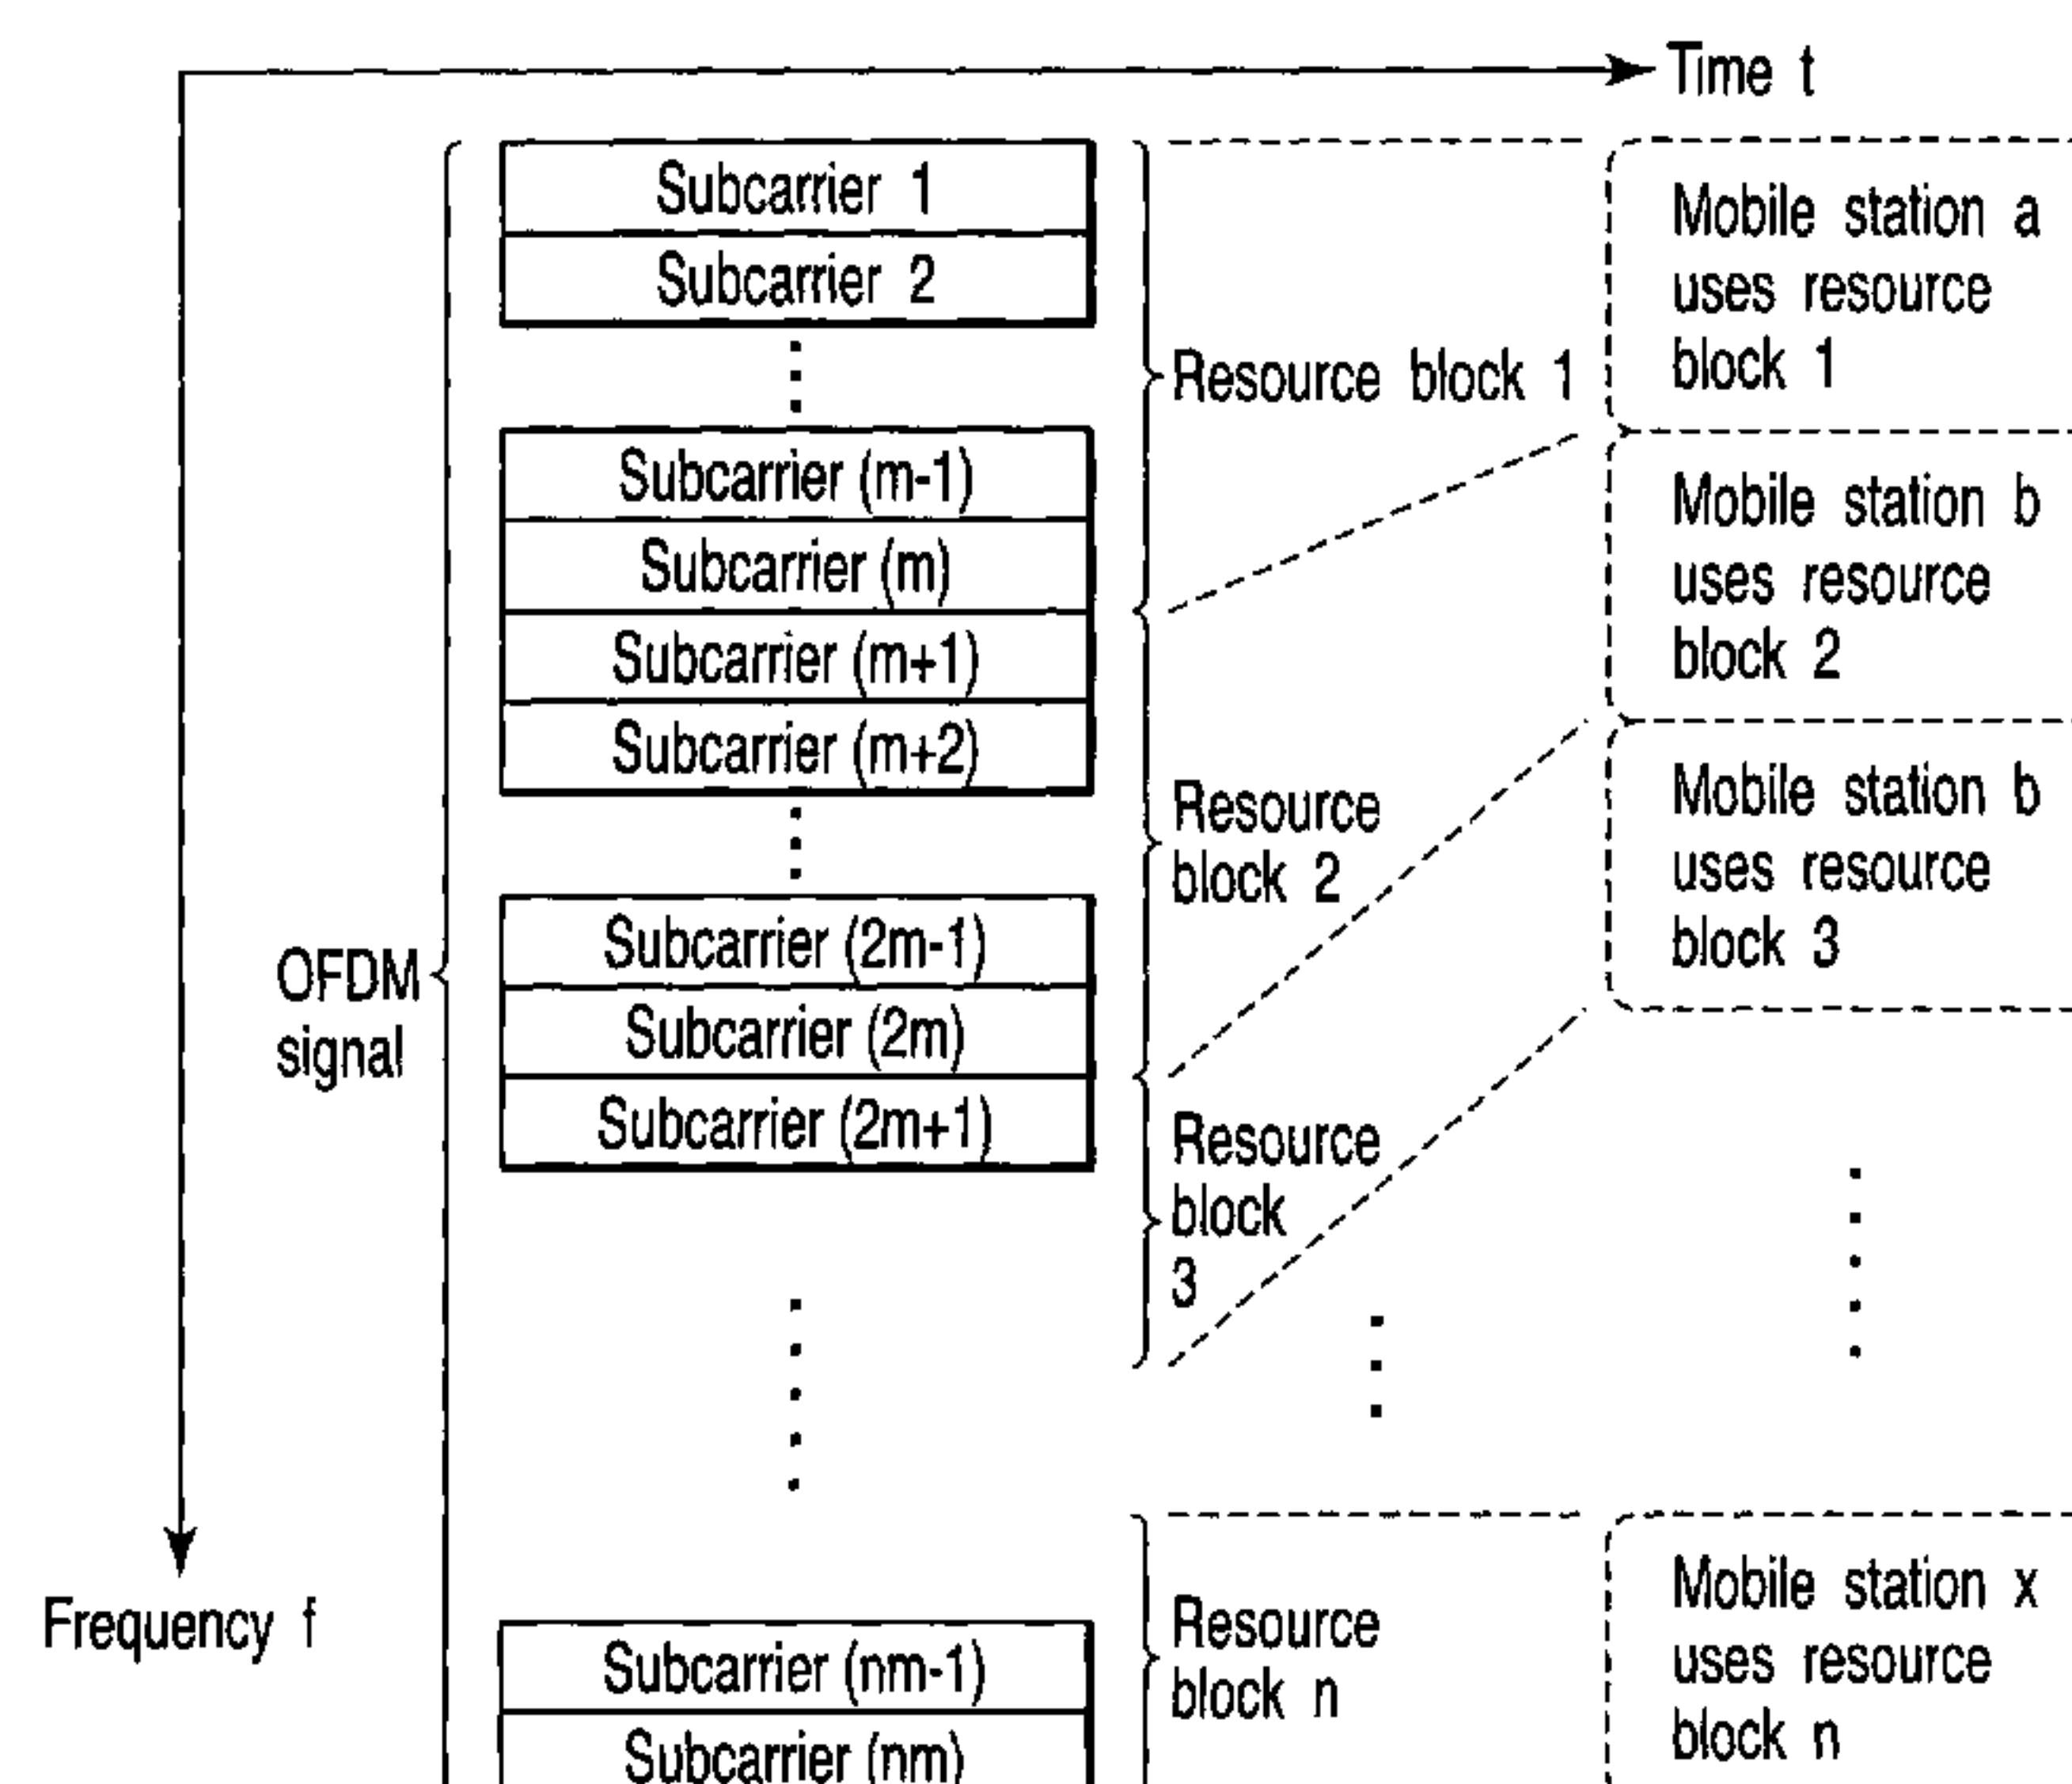 Time t
Subcarrier 1
Subcarrier 2
Subcarrier (m-1)
Subcarrier (m)
Subcarrier (m+1)
Subcarrier (m+2)
Subcarrier (2m-1)
Subcarrier (2m)
Subcarrier (2m+1)
Subcarrier (nm-1)
Subcarrier (nm)
OFDM
signal
Frequency f
Resource block 1
Resource
block 2
Resource
block
3
Resource
block n
Mobile station a
uses resource
block 1
Mobile station b
uses resource
block 2
Mobile station b
uses resource
block 3
Mobile station x
uses resource
block n